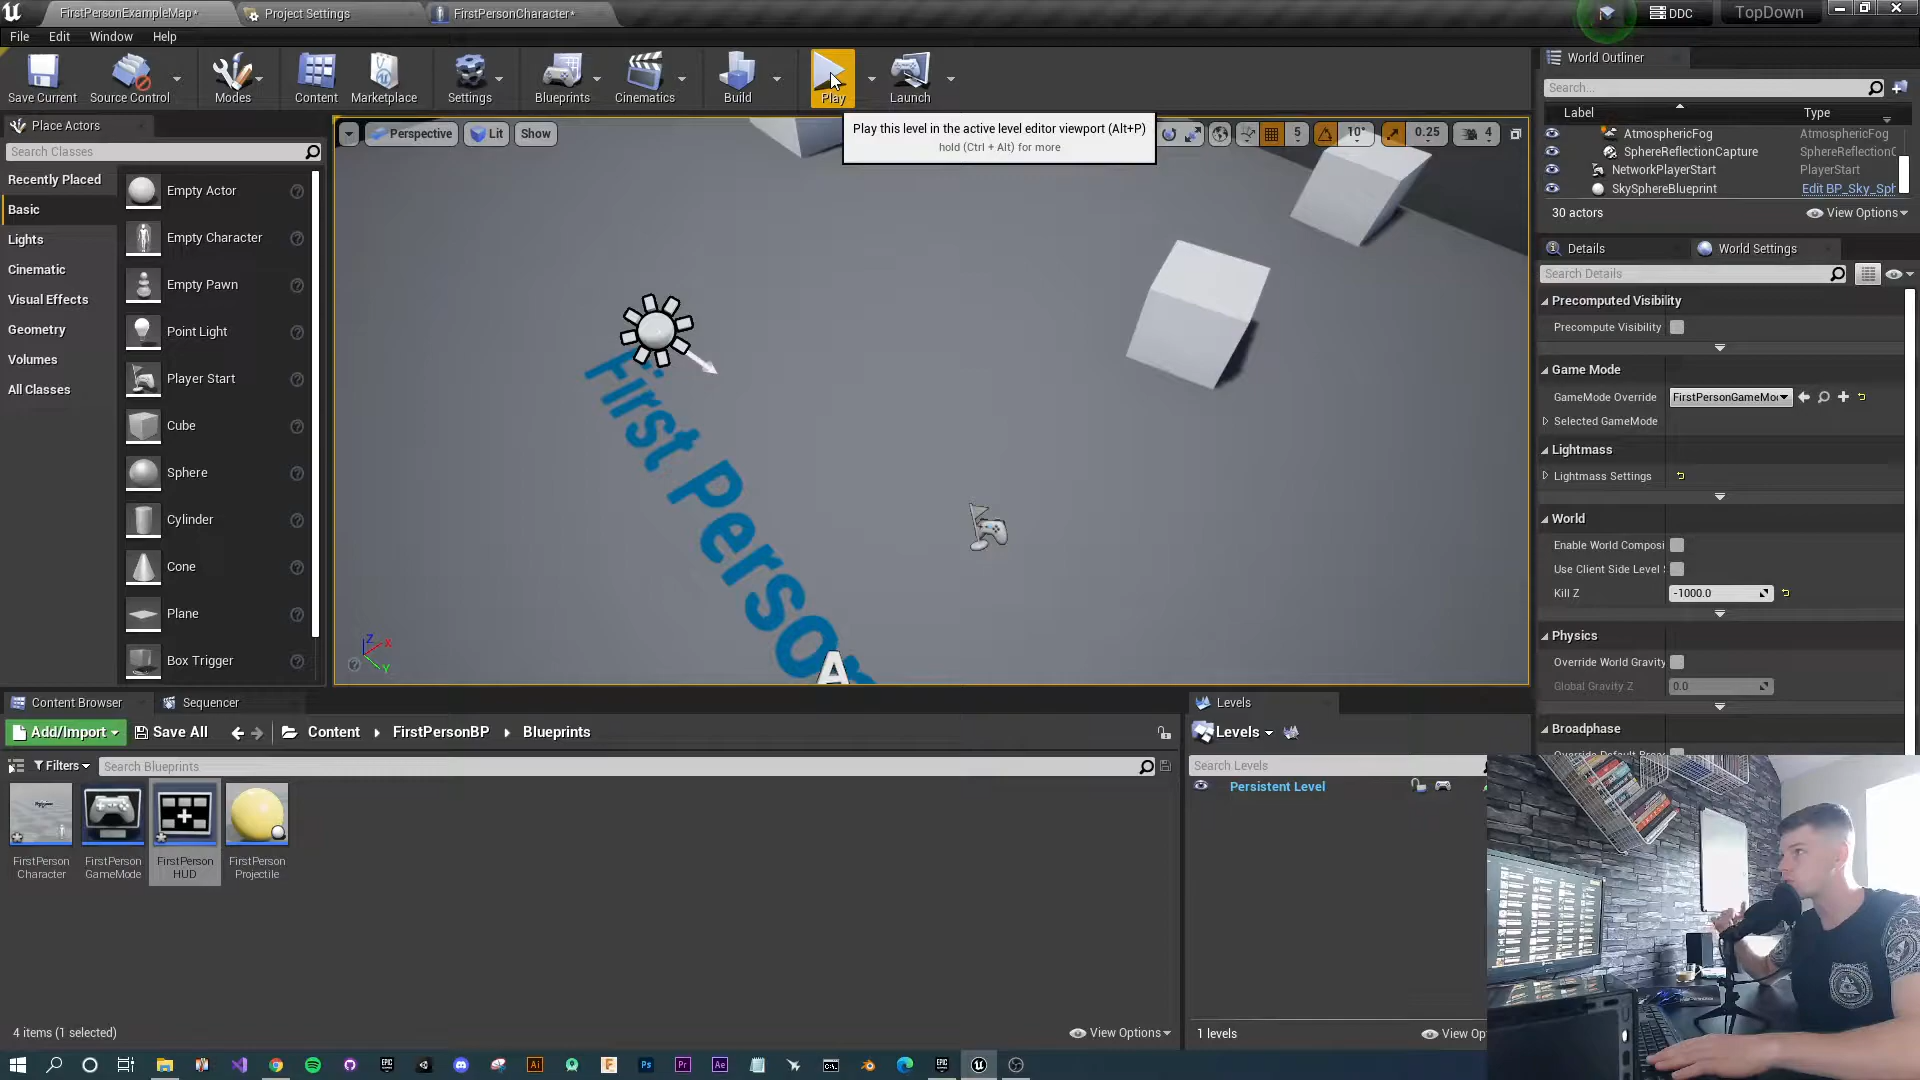 FirstPersonExampleMap*
Project Settings
FirstPersonCharacter*
DDC
TopDown
File
Edit
Window
Help
Save Current
Source Control
Modes
Content
Marketplace
Settings
Blueprints
Cinematics
Build
Play
Launch
Play this level in the active level editor viewport (Alt+P)
hold (Ctrl + Alt) for more
Place Actors
Search Classes
Recently Placed
Basic
Lights
Cinematic
Visual Effects
Geometry
Volumes
All Classes
Empty Actor
Empty Character
Empty Pawn
Point Light
Player Start
Cube
Sphere
Cylinder
Cone
Plane
Box Trigger
Perspective
Lit
Show
5
10°
0.25
4
First Person
A
Z
X
Y
World Outliner
Search...
Label
Type
AtmosphericFog
AtmosphericFog
SphereReflectionCapture
SphereReflectionC
NetworkPlayerStart
PlayerStart
SkySphereBlueprint
Edit BP_Sky_Sph
30 actors
View Options
Details
World Settings
Search Details
Precomputed Visibility
Precompute Visibility
Game Mode
GameMode Override
FirstPersonGameMo
Selected GameMode
Lightmass
Lightmass Settings
World
Enable World Composi
Use Client Side Level
Kill Z
-1000.0
Physics
Override World Gravity
Global Gravity Z
0.0
Broadphase
Content Browser
Sequencer
Add/Import
Save All
Content
FirstPersonBP
Blueprints
Filters
Search Blueprints
FirstPerson
Character
FirstPerson
GameMode
FirstPerson
HUD
FirstPerson
Projectile
4 items (1 selected)
View Options
Levels
Levels
Search Levels
Persistent Level
1 levels
View Op